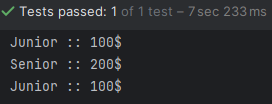 Tests passed: 1 of 1 test – 7 sec 233 ms
Junior :: 100$
Senior :: 200$
Junior :: 100$